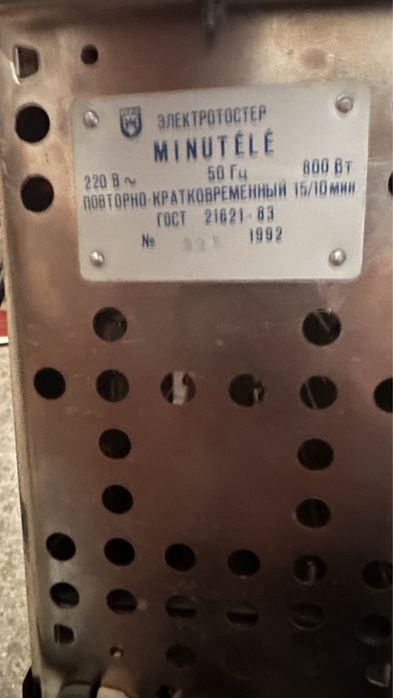 ЭЛЕКТРОТОСТЕР
MINUTÉLÉ
220 В ~ 50 Гц 800 Вт
ПОВТОРНО-КРАТКОВРЕМЕННЫЙ 15/10 мин
ГОСТ 21621-83
№ 1992